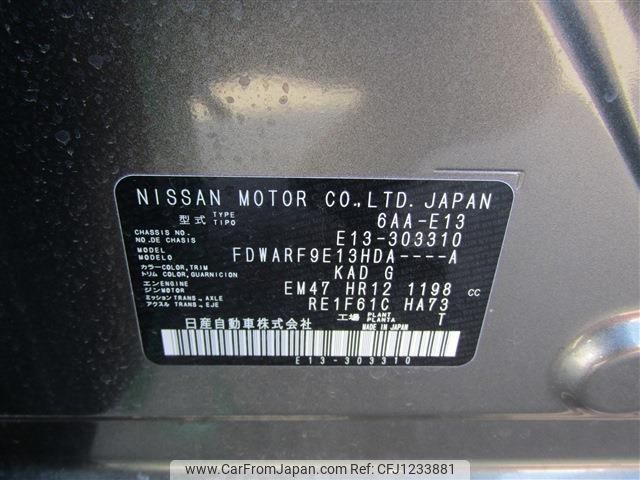 NISSAN MOTOR CO.,LTD. JAPAN
型式 TYPE TIPO 6AA-E13
CHASSIS NO. NO.DE CHASIS E13-303310
MODEL MODELO FDWARF9E13HDA----A
カラー COLOR,TRIM トリム COLOR,GUARNICION KAD G
エンジン ENGINE MOTOR EM47 HR12 1198 CC
ミッション TRANS.,AXLE アクスル TRANS.,EJE RE1F61C HA73
工場 PLANT PLANTA T
日産自動車株式会社 MADE IN JAPAN
E13-303310
www.CarFromJapan.com - CFJ1233881